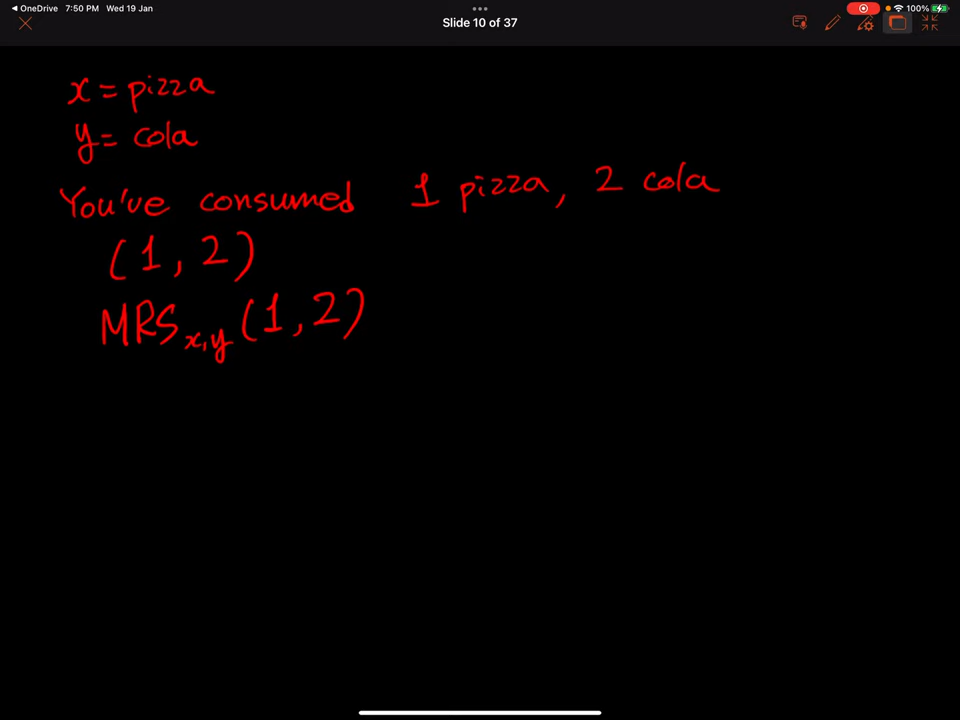 ◀ OneDrive 7:50 PM Wed 19 Jan 100%
Slide 10 of 37
x = pizza
y = cola
You've consumed 1 pizza, 2 cola
(1, 2)
MRS_{x,y} (1, 2)